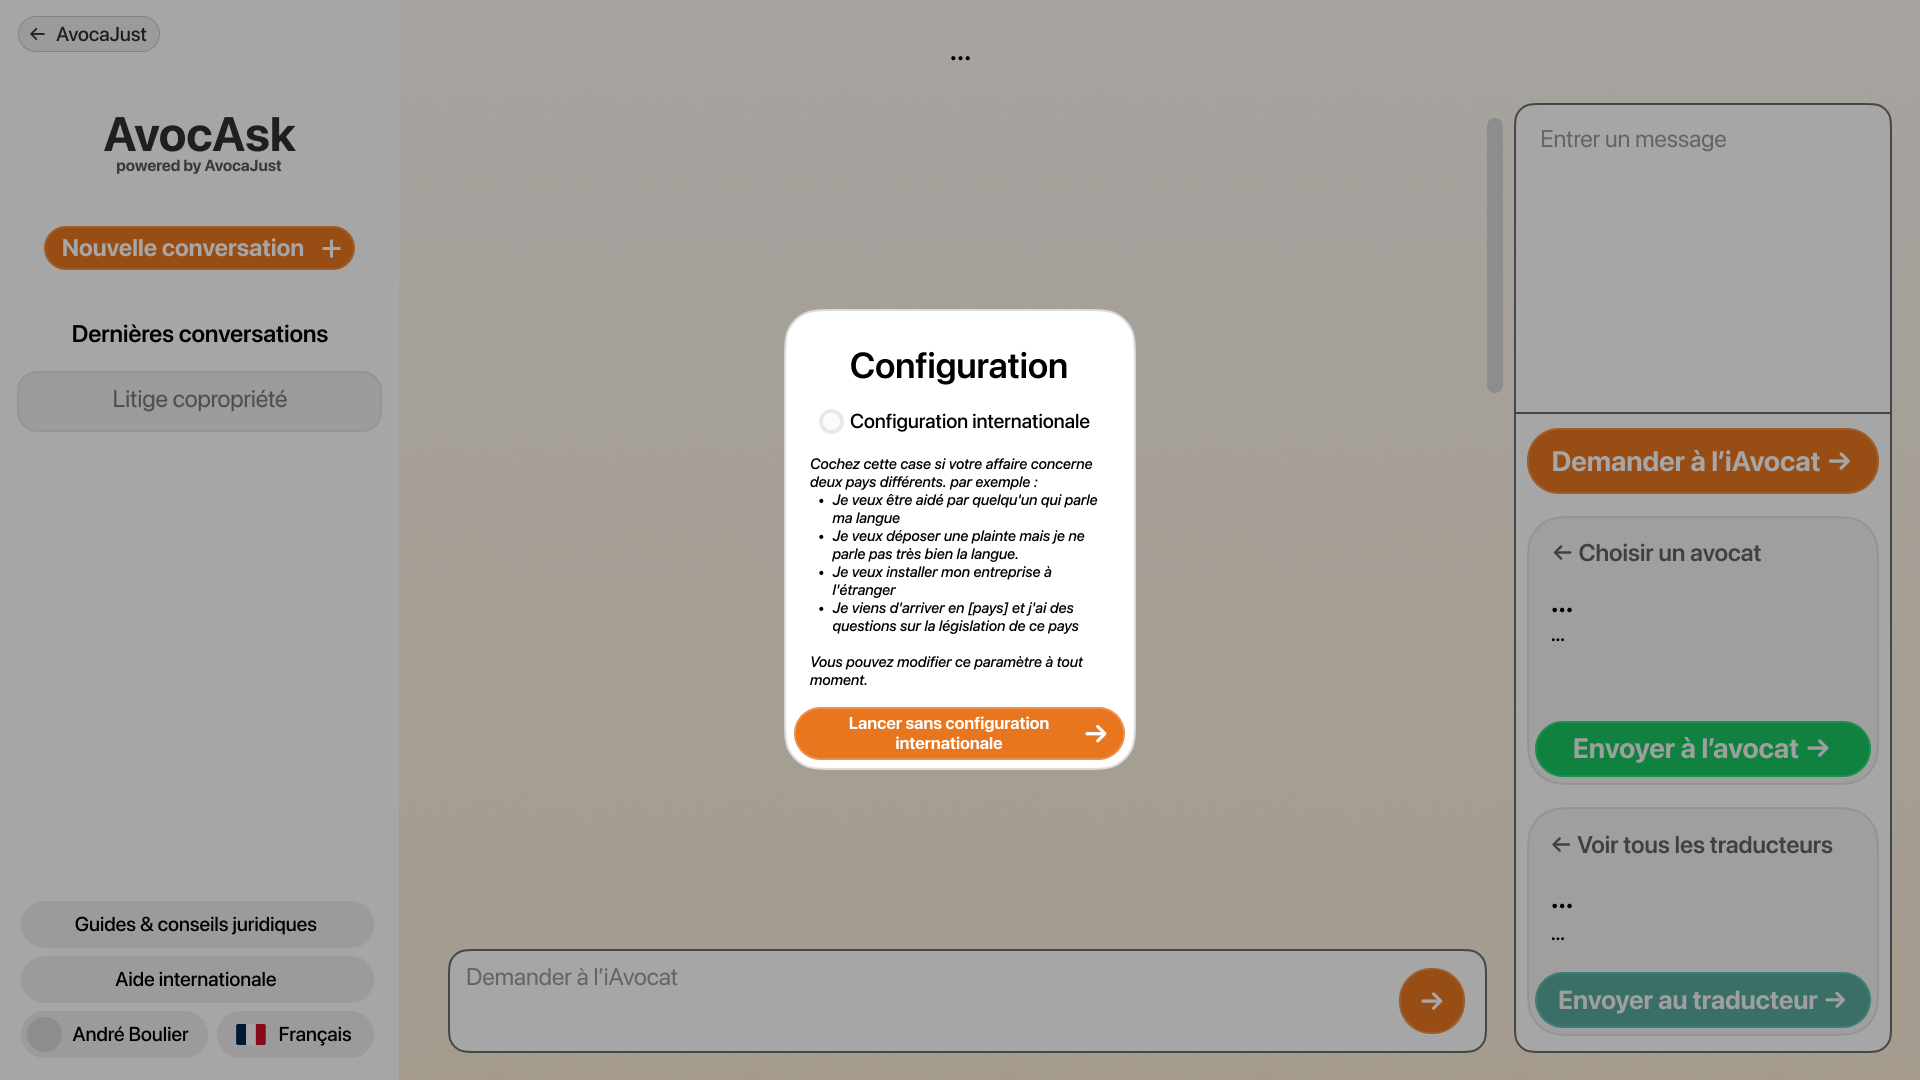 ← AvocaJust
AvocAsk
powered by AvocaJust
Nouvelle conversation +
Dernières conversations
Litige copropriété
Guides & conseils juridiques
Aide internationale
André Boulier
Français
...
Configuration
Configuration internationale
Cochez cette case si votre affaire concerne
deux pays différents. par exemple :
• Je veux être aidé par quelqu'un qui parle
ma langue
• Je veux déposer une plainte mais je ne
parle pas très bien la langue.
• Je veux installer mon entreprise à
l'étranger
• Je viens d'arriver en [pays] et j'ai des
questions sur la législation de ce pays
Vous pouvez modifier ce paramètre à tout
moment.
Lancer sans configuration
internationale →
Demander à l’iAvocat
→
Entrer un message
Demander à l’iAvocat →
← Choisir un avocat
...
...
Envoyer à l’avocat →
← Voir tous les traducteurs
...
...
Envoyer au traducteur →